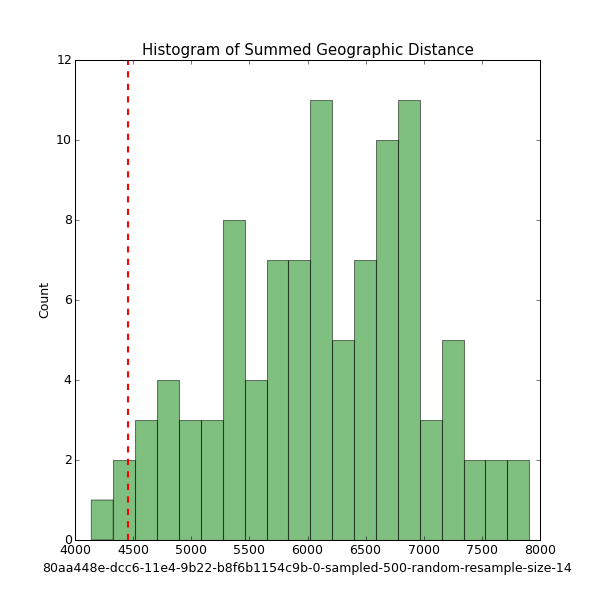 Histogram of Summed Geographic Distance
12
10
8
6
4
2
0
Count
4000 4500 5000 5500 6000 6500 7000 7500 8000
80aa448e-dcc6-11e4-9b22-b8f6b1154c9b-0-sampled-500-random-resample-size-14